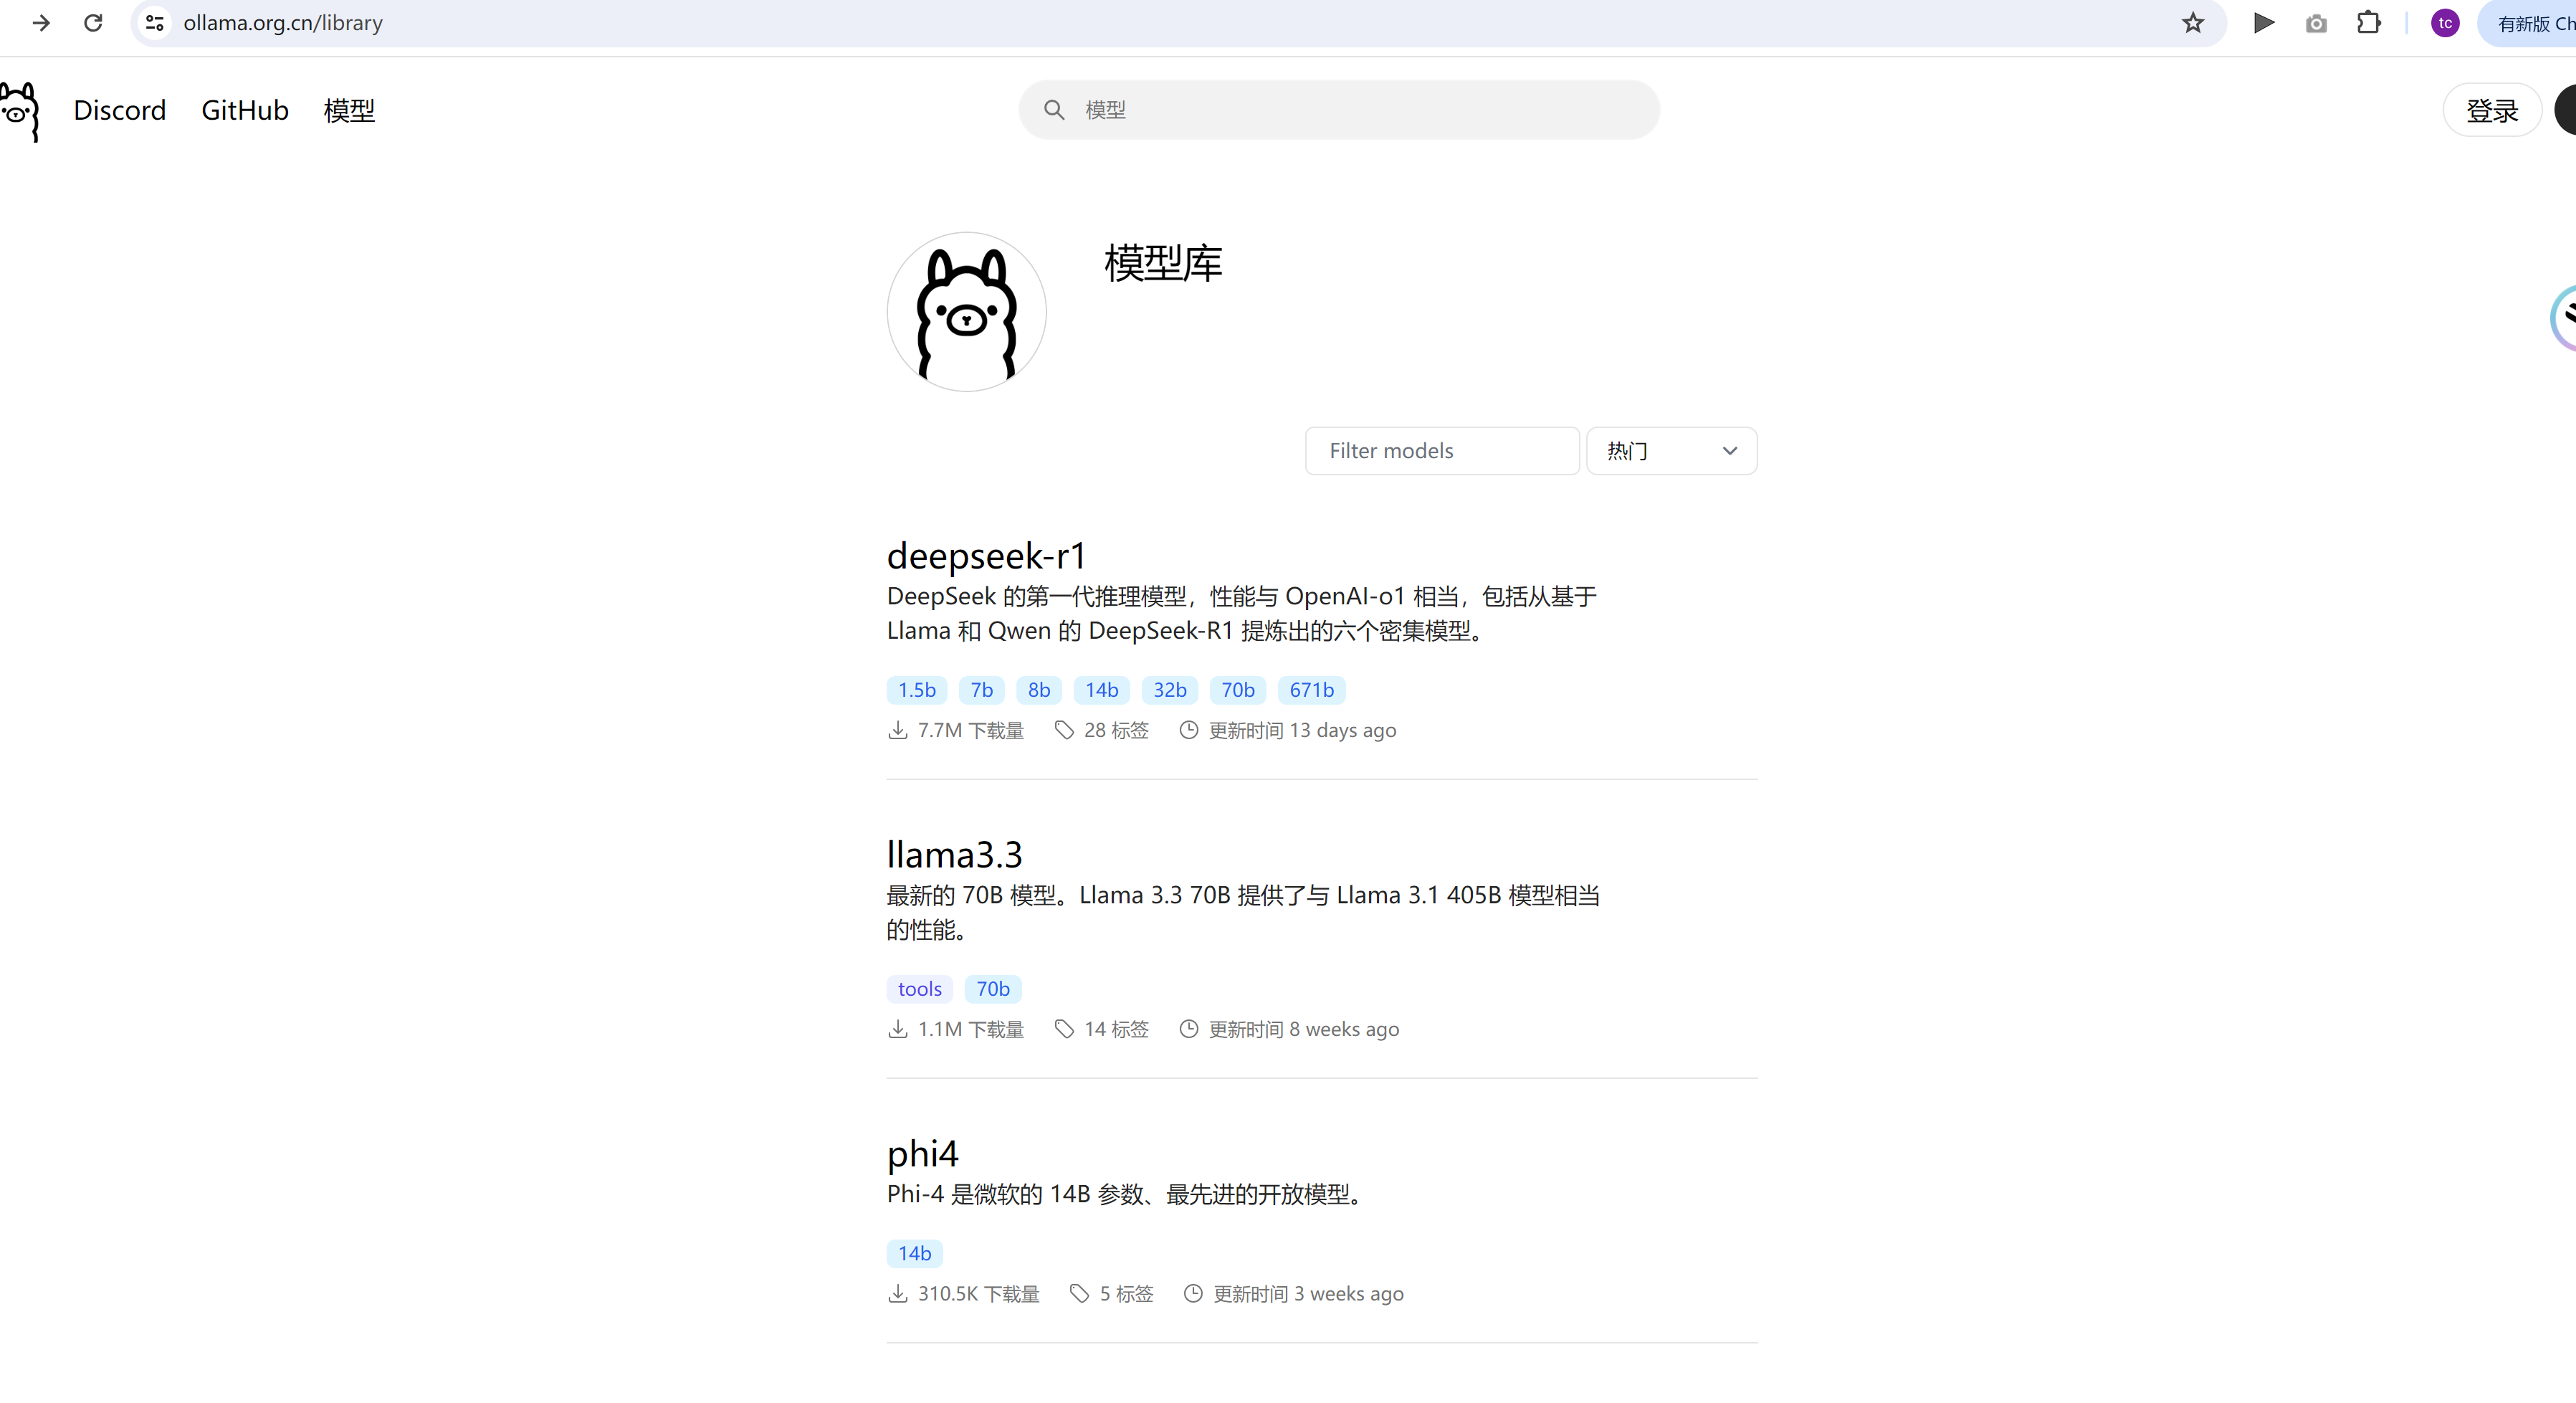 ollama.org.cn/library
tc
有新版 Ch
Discord
GitHub
模型
模型
登录
模型库
Filter models
热门
deepseek-r1
DeepSeek 的第一代推理模型，性能与 OpenAI-o1 相当，包括从基于
Llama 和 Qwen 的 DeepSeek-R1 提炼出的六个密集模型。
1.5b 7b 8b 14b 32b 70b 671b
7.7M 下载量 28 标签 更新时间 13 days ago
llama3.3
最新的 70B 模型。Llama 3.3 70B 提供了与 Llama 3.1 405B 模型相当
的性能。
tools 70b
1.1M 下载量 14 标签 更新时间 8 weeks ago
phi4
Phi-4 是微软的 14B 参数、最先进的开放模型。
14b
310.5K 下载量 5 标签 更新时间 3 weeks ago